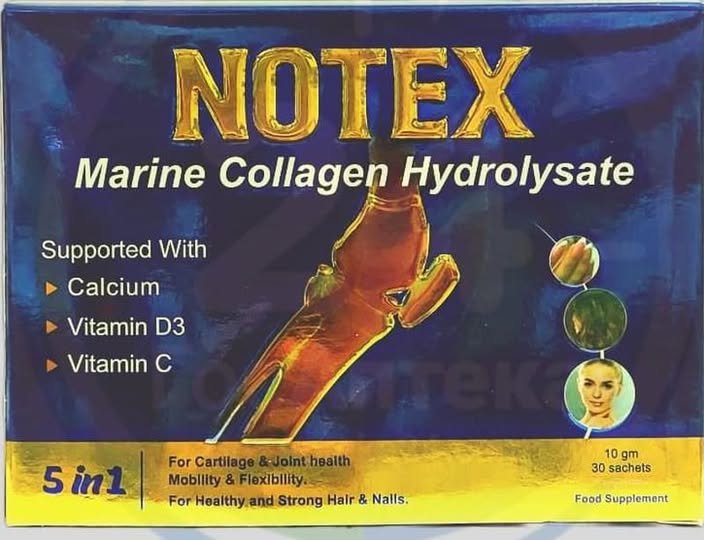 NOTEX
Marine Collagen Hydrolysate
Supported With
Calcium
Vitamin D3
Vitamin C
5 in 1
For Cartilage & Joint health
Mobility & Flexibility.
For Healthy and Strong Hair & Nails.
10 gm
30 sachets
Food Supplement